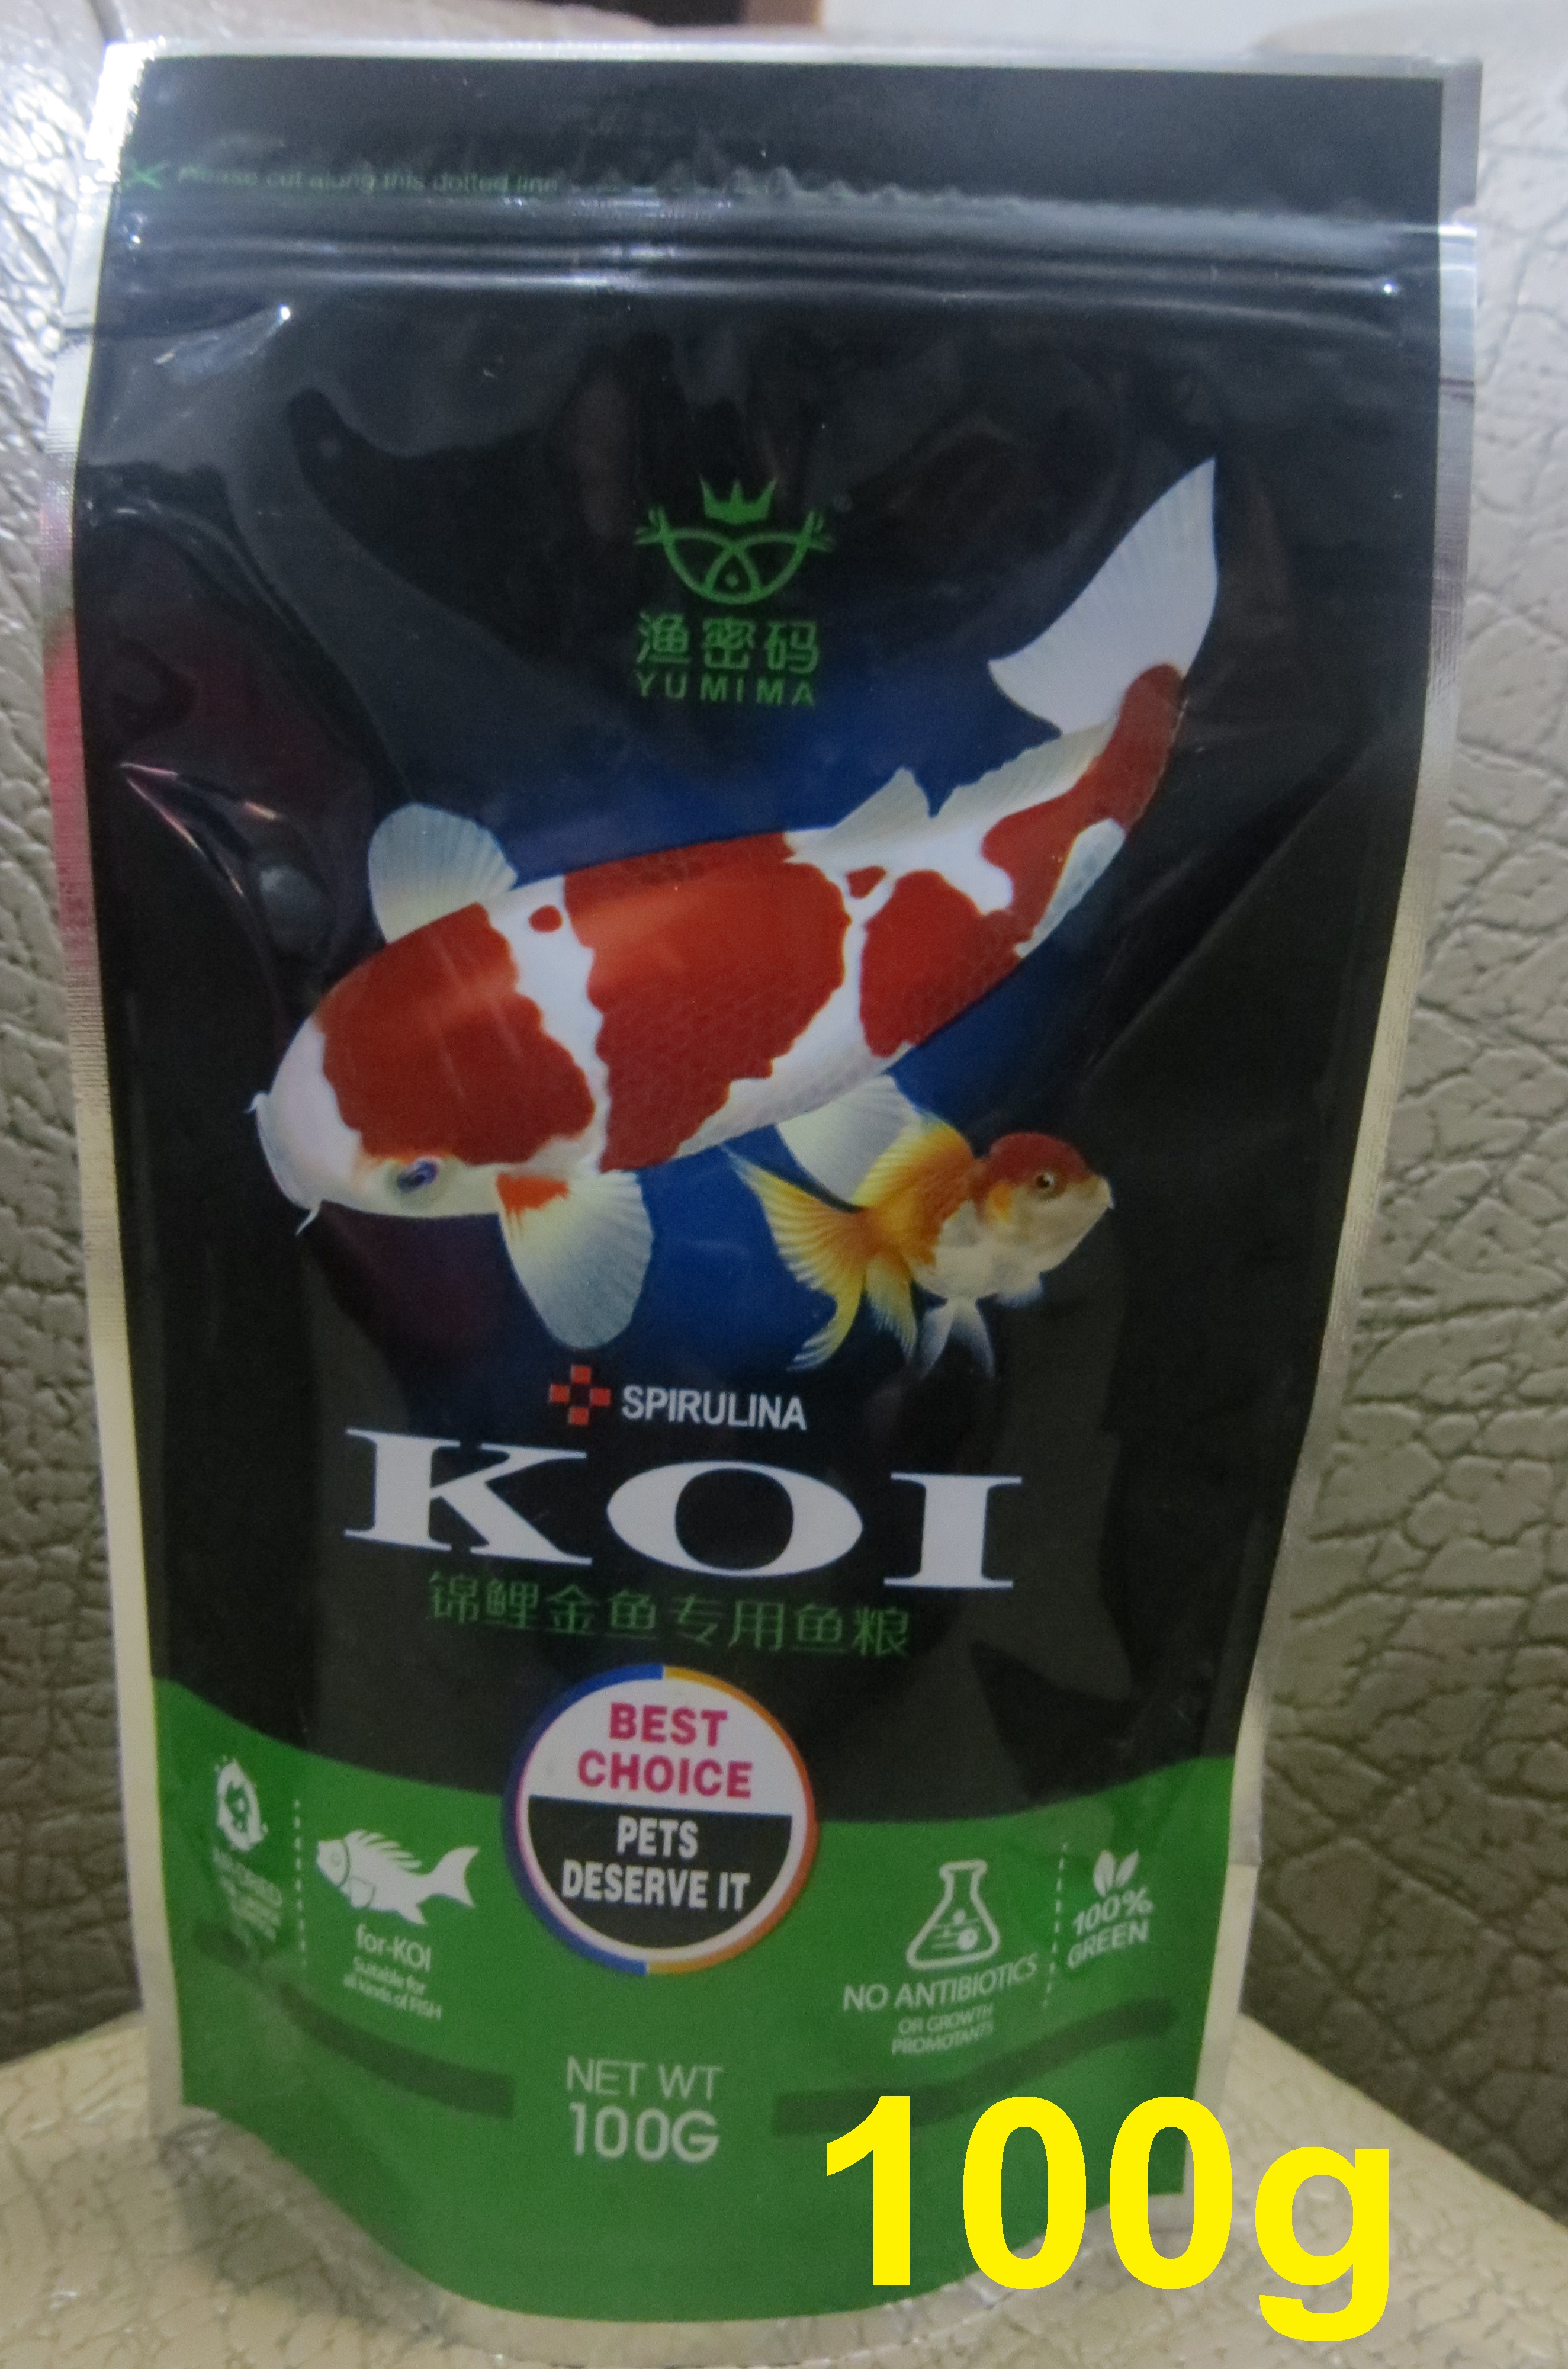 Please cut along this dotted line
渔密码
YUMIMA
SPIRULINA
KOI
锦鲤金鱼专用鱼粮
BEST
CHOICE
PETS
DESERVE IT
for-KOI
Suitable for
all kinds of FISH
NO ANTIBIOTICS
OR GROWTH
PROMOTANTS
100%
GREEN
NET WT
100G
100g